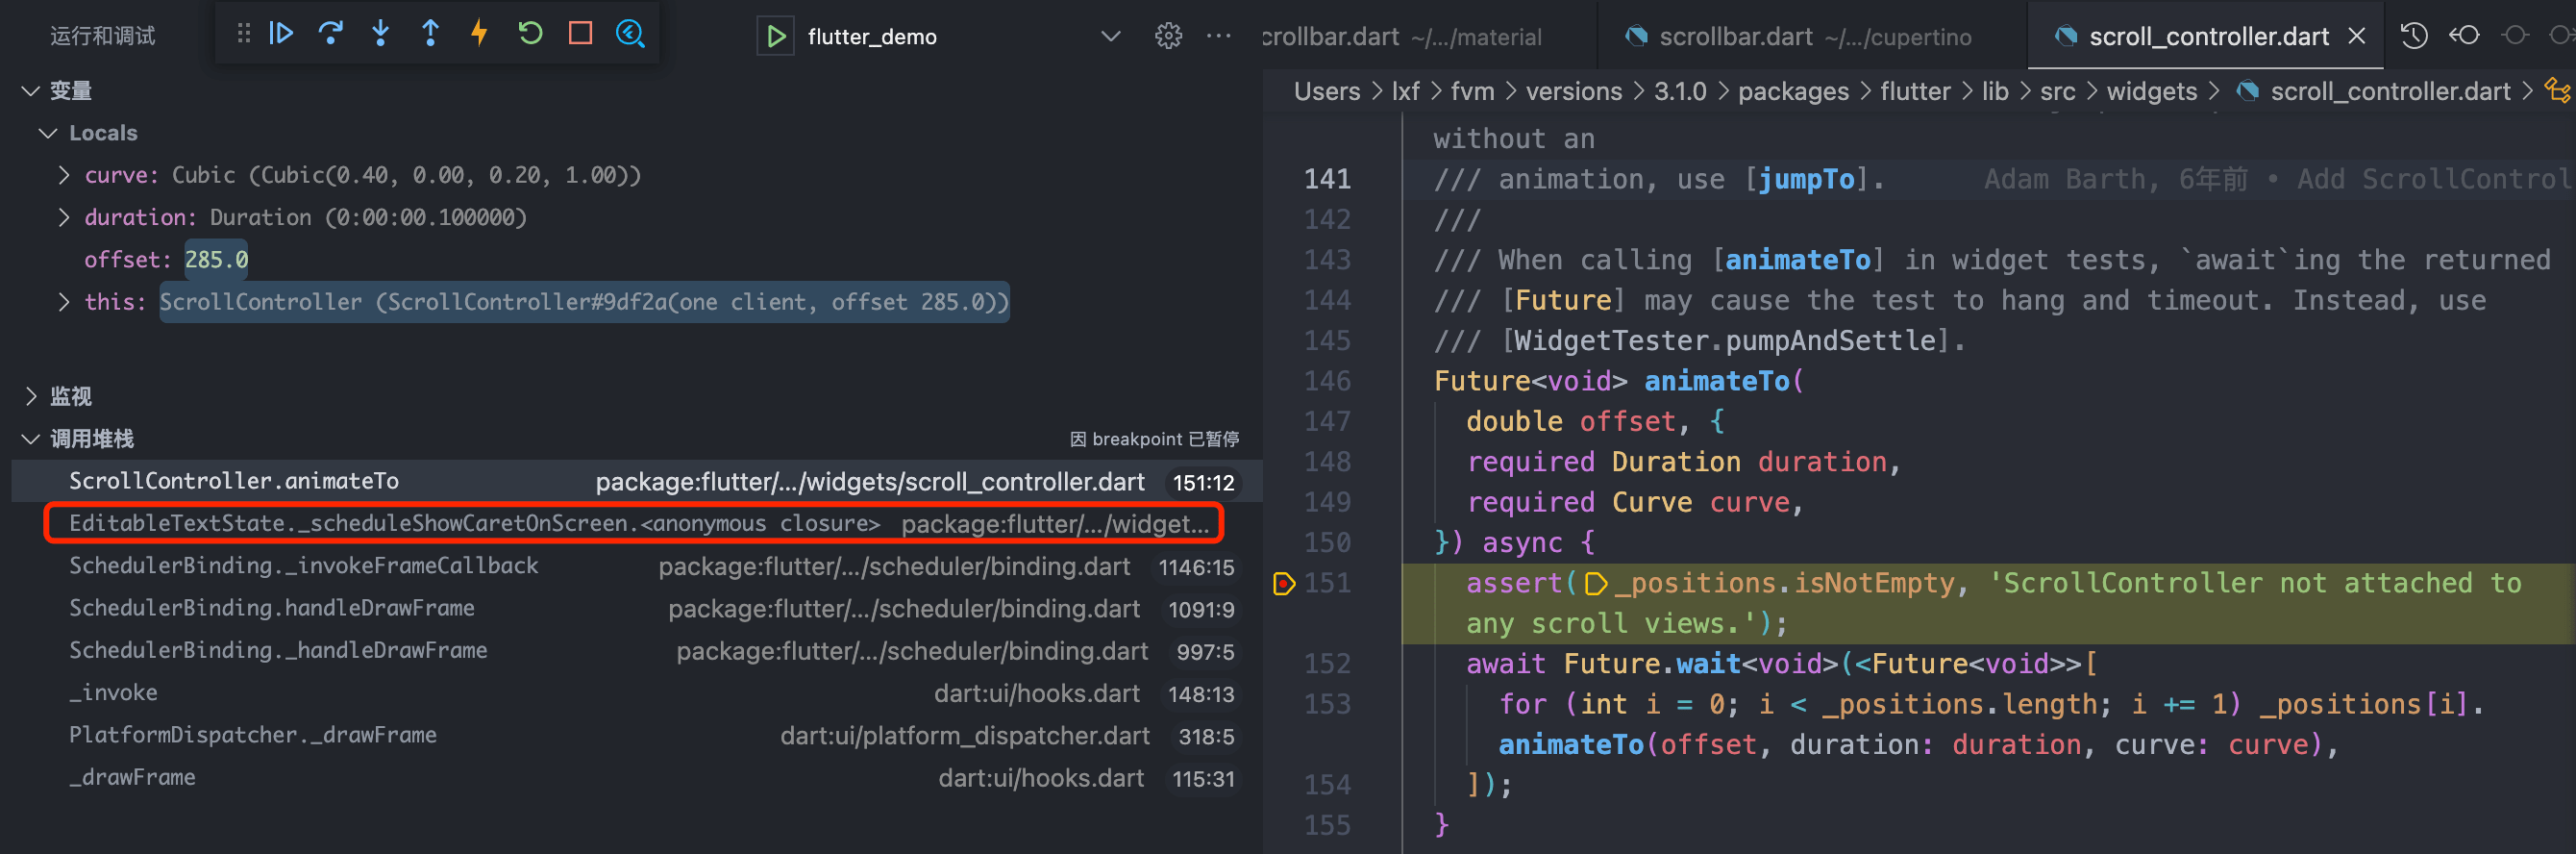 运行和调试
flutter_demo
crollbar.dart ~/.../material
scrollbar.dart ~/.../cupertino
scroll_controller.dart
变量
Locals
curve: Cubic (Cubic(0.40, 0.00, 0.20, 1.00))
duration: Duration (0:00:00.100000)
offset: 285.0
this: ScrollController (ScrollController#9df2a(one client, offset 285.0))
监视
调用堆栈
因 breakpoint 已暂停
ScrollController.animateTo package:flutter/.../widgets/scroll_controller.dart 151:12
EditableTextState._scheduleShowCaretOnScreen.<anonymous closure> package:flutter/.../widget...
SchedulerBinding._invokeFrameCallback package:flutter/.../scheduler/binding.dart 1146:15
SchedulerBinding.handleDrawFrame package:flutter/.../scheduler/binding.dart 1091:9
SchedulerBinding._handleDrawFrame package:flutter/.../scheduler/binding.dart 997:5
_invoke dart:ui/hooks.dart 148:13
PlatformDispatcher._drawFrame dart:ui/platform_dispatcher.dart 318:5
_drawFrame dart:ui/hooks.dart 115:31
Users > lxf > fvm > versions > 3.1.0 > packages > flutter > lib > src > widgets > scroll_controller.dart >
without an
141 /// animation, use [jumpTo]. Adam Barth, 6年前 • Add ScrollControl
142 ///
143 /// When calling [animateTo] in widget tests, `await`ing the returned
144 /// [Future] may cause the test to hang and timeout. Instead, use
145 /// [WidgetTester.pumpAndSettle].
146 Future<void> animateTo(
147 double offset, {
148 required Duration duration,
149 required Curve curve,
150 }) async {
151 assert(_positions.isNotEmpty, 'ScrollController not attached to
any scroll views.');
152 await Future.wait<void>(<Future<void>>[
153 for (int i = 0; i < _positions.length; i += 1) _positions[i].
animateTo(offset, duration: duration, curve: curve),
154 ]);
155 }